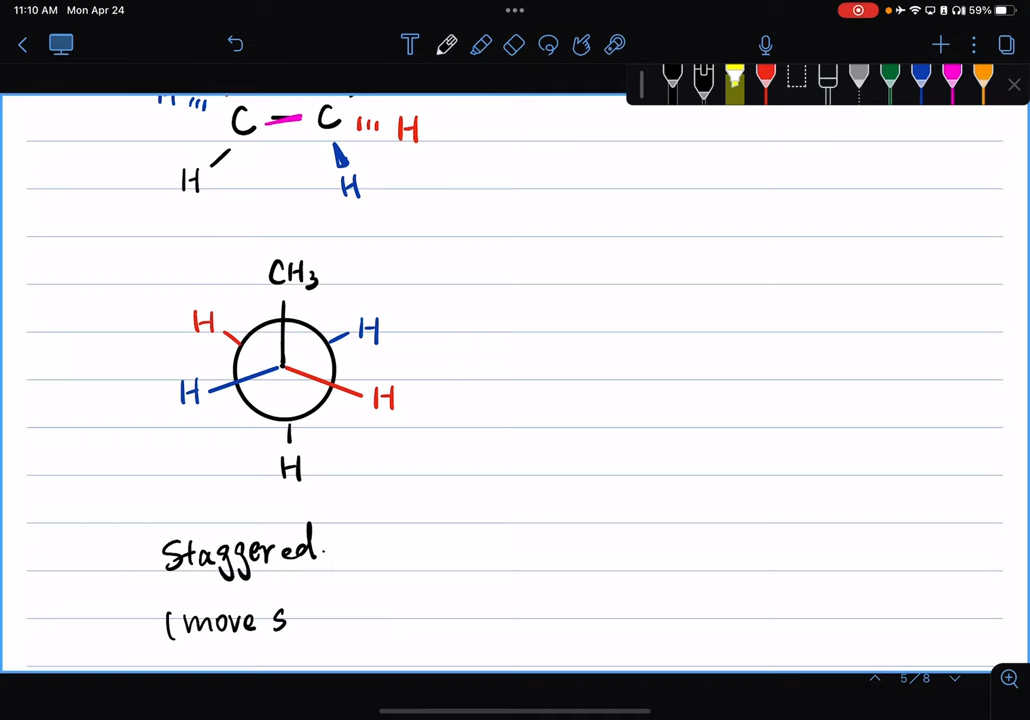 11:10 AM Mon Apr 24
59%
T
H
C C H
H
H
CH3
H H
H H
H
Staggered.
(move s
5/8